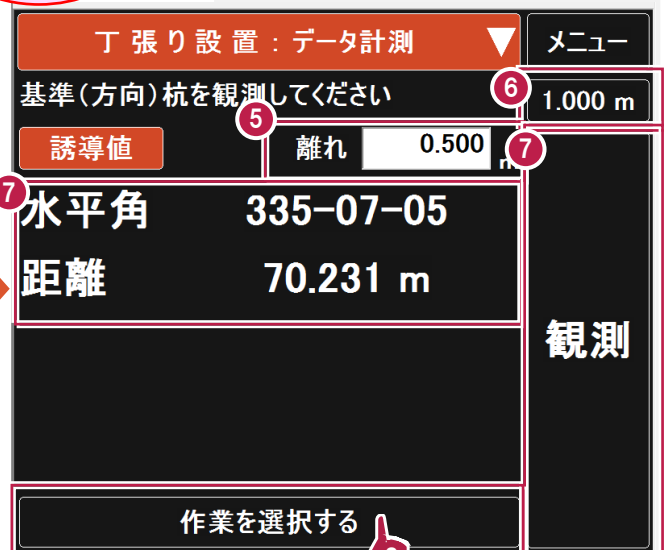 丁張り設置：データ計測 ▼ メニュー
基準（方向）杭を観測してください 6 1.000 m
誘導値 5 離れ 0.500 m 7
7 水平角 335-07-05
距離 70.231 m
観測
作業を選択する